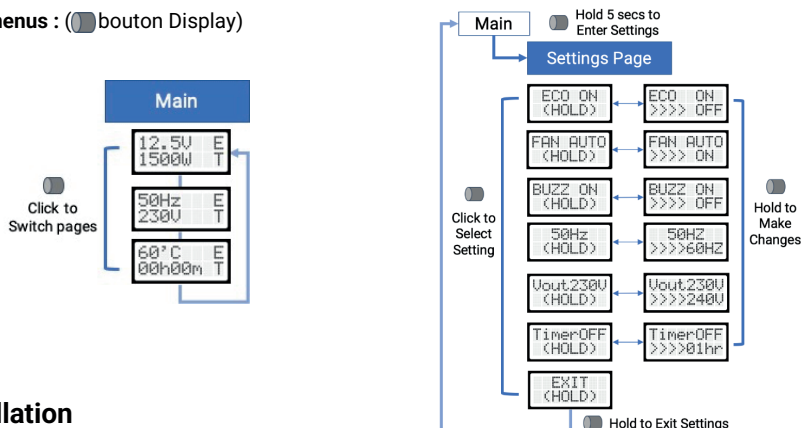 enus : ( bouton Display)
Main
12.5V E
1500W T
50Hz E
230V T
60'C E
00h00m T
Click to
Switch pages
llation
Main
Hold 5 secs to
Enter Settings
Settings Page
ECO ON
(HOLD)
ECO ON
>>>> OFF
FAN AUTO
(HOLD)
FAN AUTO
>>>> ON
BUZZ ON
(HOLD)
BUZZ ON
>>>> OFF
50Hz
(HOLD)
50HZ
>>>>60HZ
Vout230V
(HOLD)
Vout230V
>>>>240V
TimerOFF
(HOLD)
TimerOFF
>>>>01hr
EXIT
(HOLD)
Click to
Select
Setting
Hold to
Make
Changes
Hold to Exit Settings